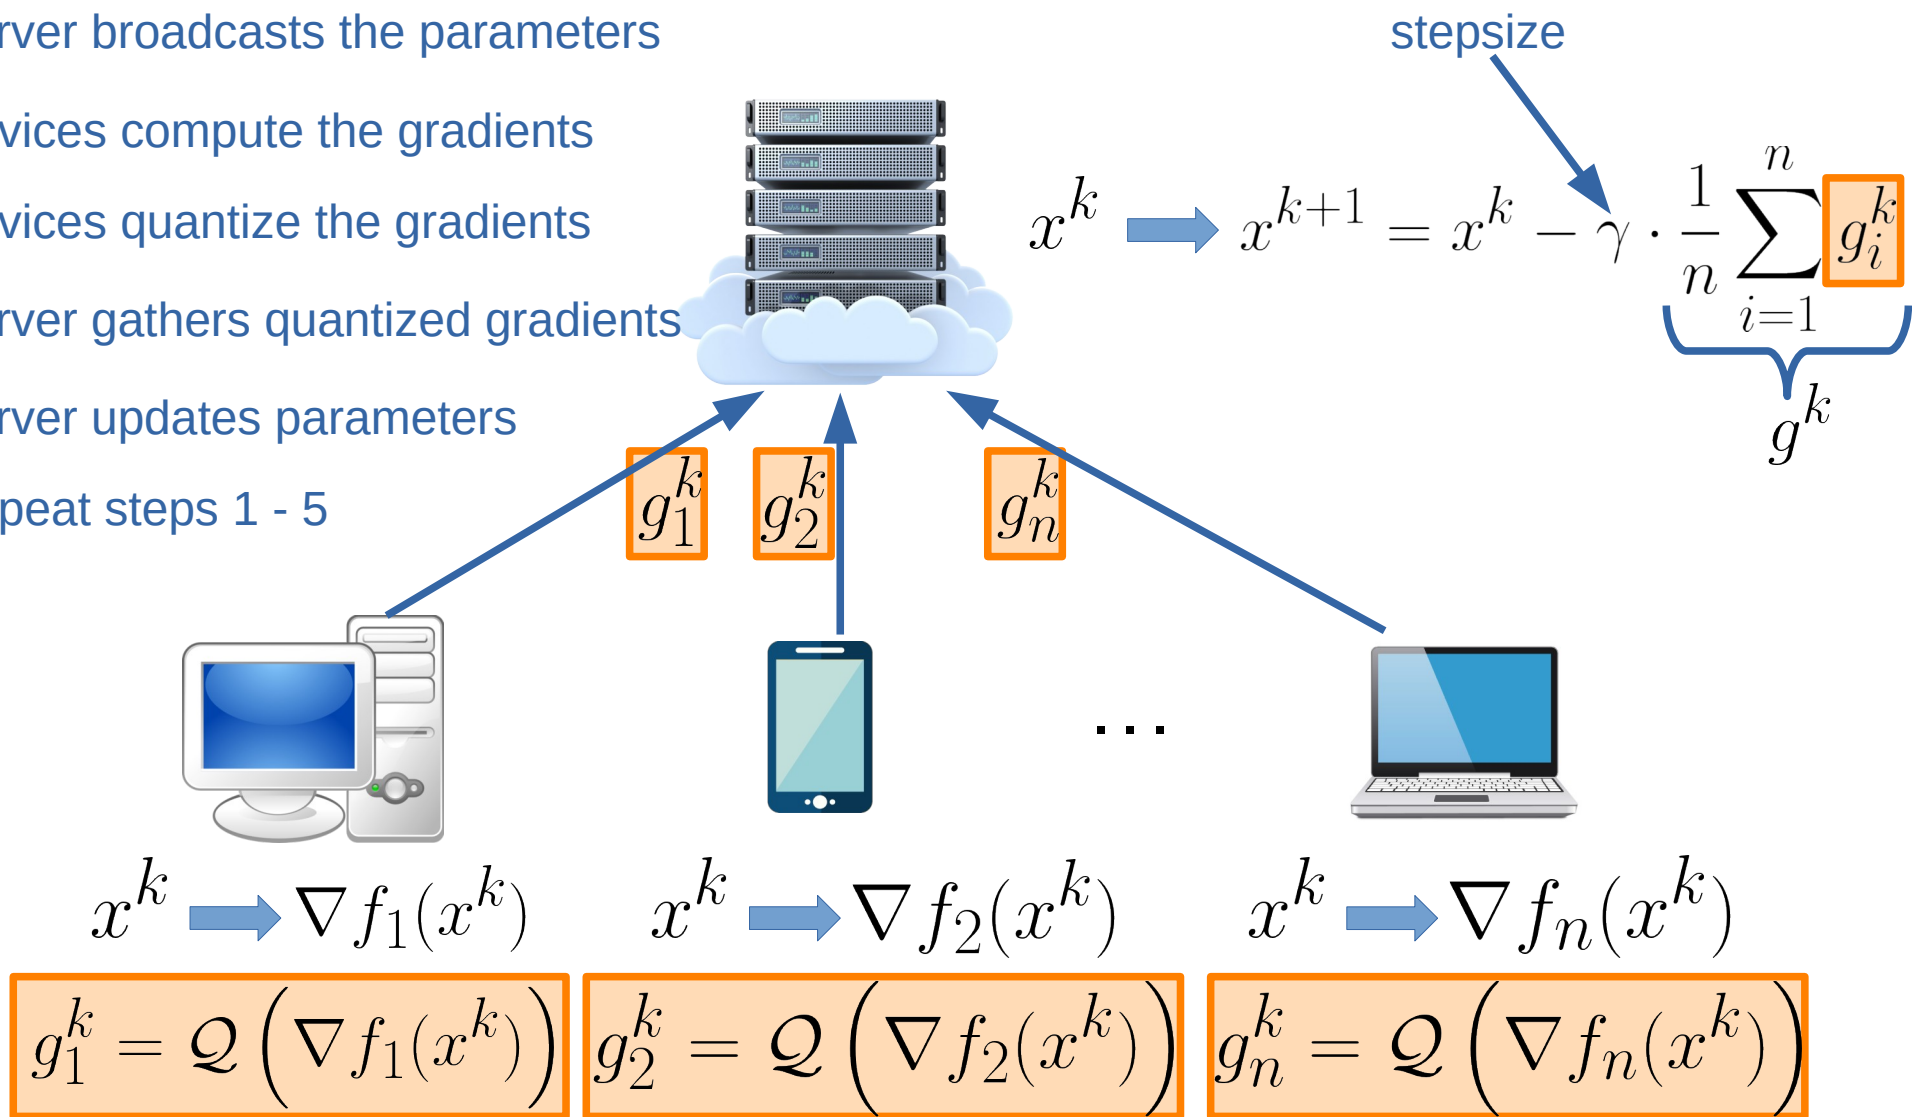 rver broadcasts the parameters
vices compute the gradients
vices quantize the gradients
rver gathers quantized gradients
rver updates parameters
peat steps 1 - 5
stepsize
x^k
x^{k+1} = x^k − γ · \frac{1}{n} \sum_{i=1}^{n} g_i^k
g^k
g_1^k g_2^k g_n^k
. . .
x^k ∇f_1(x^k) x^k ∇f_2(x^k) x^k ∇f_n(x^k)
g_1^k = 𝒬(∇f_1(x^k)) g_2^k = 𝒬(∇f_2(x^k)) g_n^k = 𝒬(∇f_n(x^k))